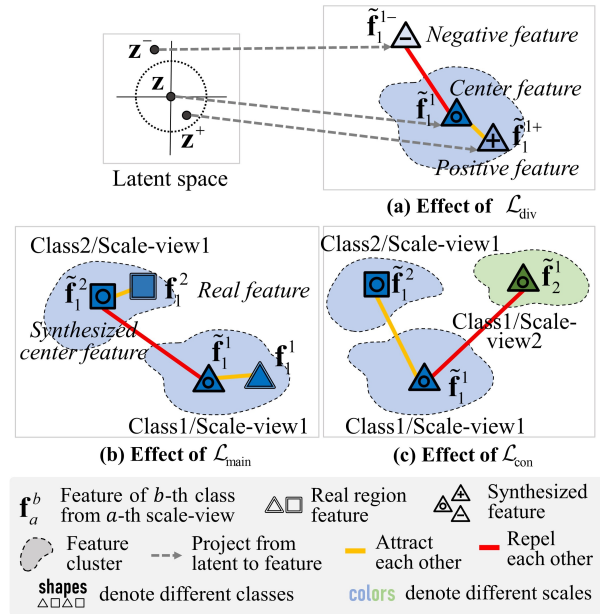 z⁻
z
z⁺
Latent space
f̃₁¹⁻
Negative feature
Center feature
f̃₁¹
f̃₁¹⁺
Positive feature
(a) Effect of ℒdiv
Class2/Scale-view1
f̃₁²
f₁²
Real feature
Synthesized
center feature
f̃₁¹
f₁¹
Class1/Scale-view1
(b) Effect of ℒmain
Class2/Scale-view1
f̃₁²
f̃₂¹
Class1/Scale-
view2
f̃₁¹
Class1/Scale-view1
(c) Effect of ℒcon
fₐᵇ Feature of b-th class
from a-th scale-view
Real region
feature
Synthesized
feature
Feature
cluster
Project from
latent to feature
Attract
each other
Repel
each other
shapes denote different classes
colors denote different scales